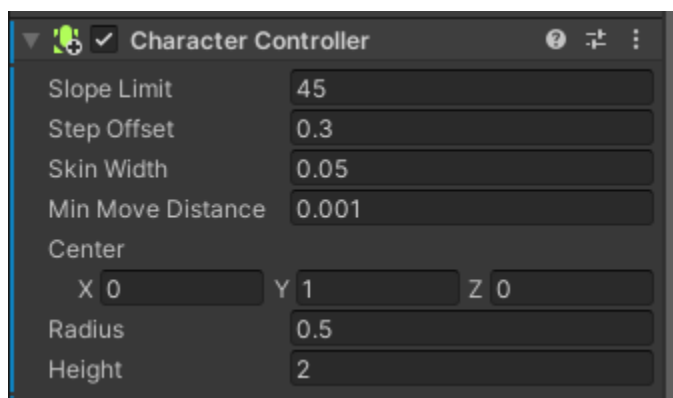 Character Controller
Slope Limit 45
Step Offset 0.3
Skin Width 0.05
Min Move Distance 0.001
Center
X 0 Y 1 Z 0
Radius 0.5
Height 2